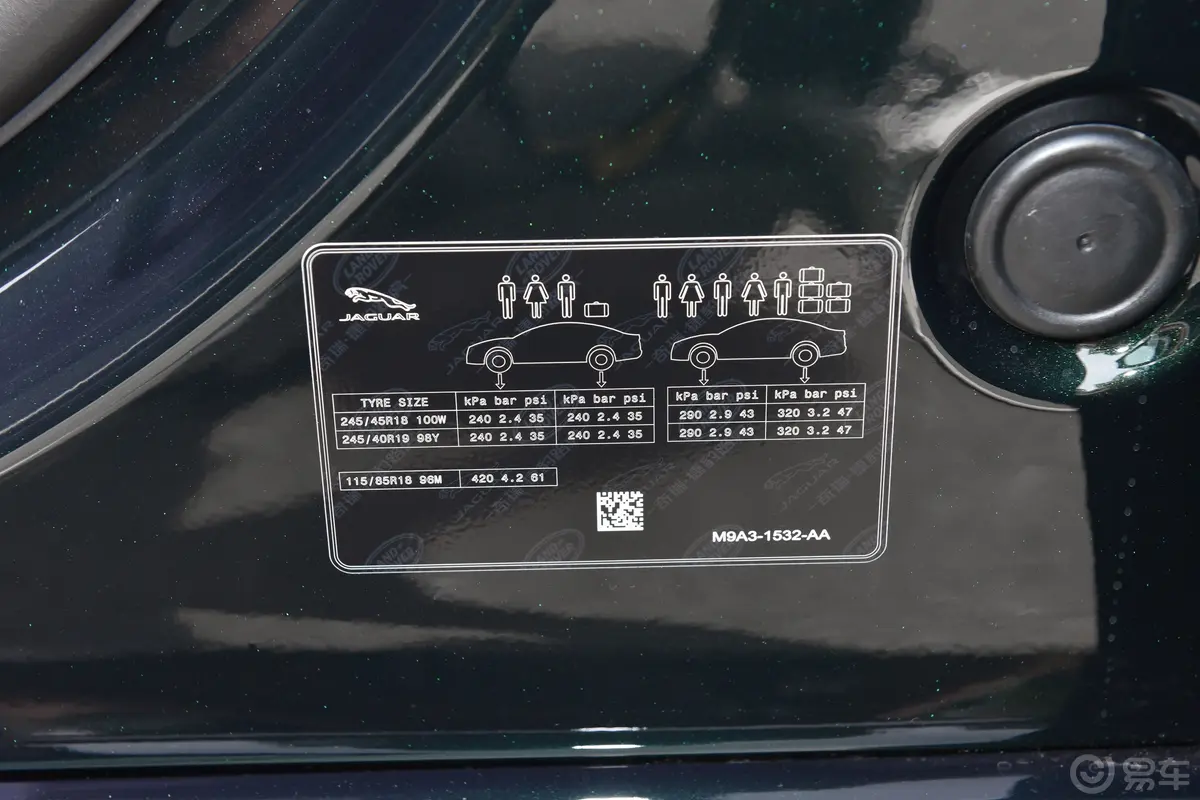 JAGUAR
TYRE SIZE kPa bar psi kPa bar psi kPa bar psi kPa bar psi
245/45R18 100W 240 2.4 35 240 2.4 35 290 2.9 43 320 3.2 47
245/40R19 98Y 240 2.4 35 240 2.4 35 290 2.9 43 320 3.2 47
115/85R18 96M 420 4.2 61
M9A3-1532-AA
易车